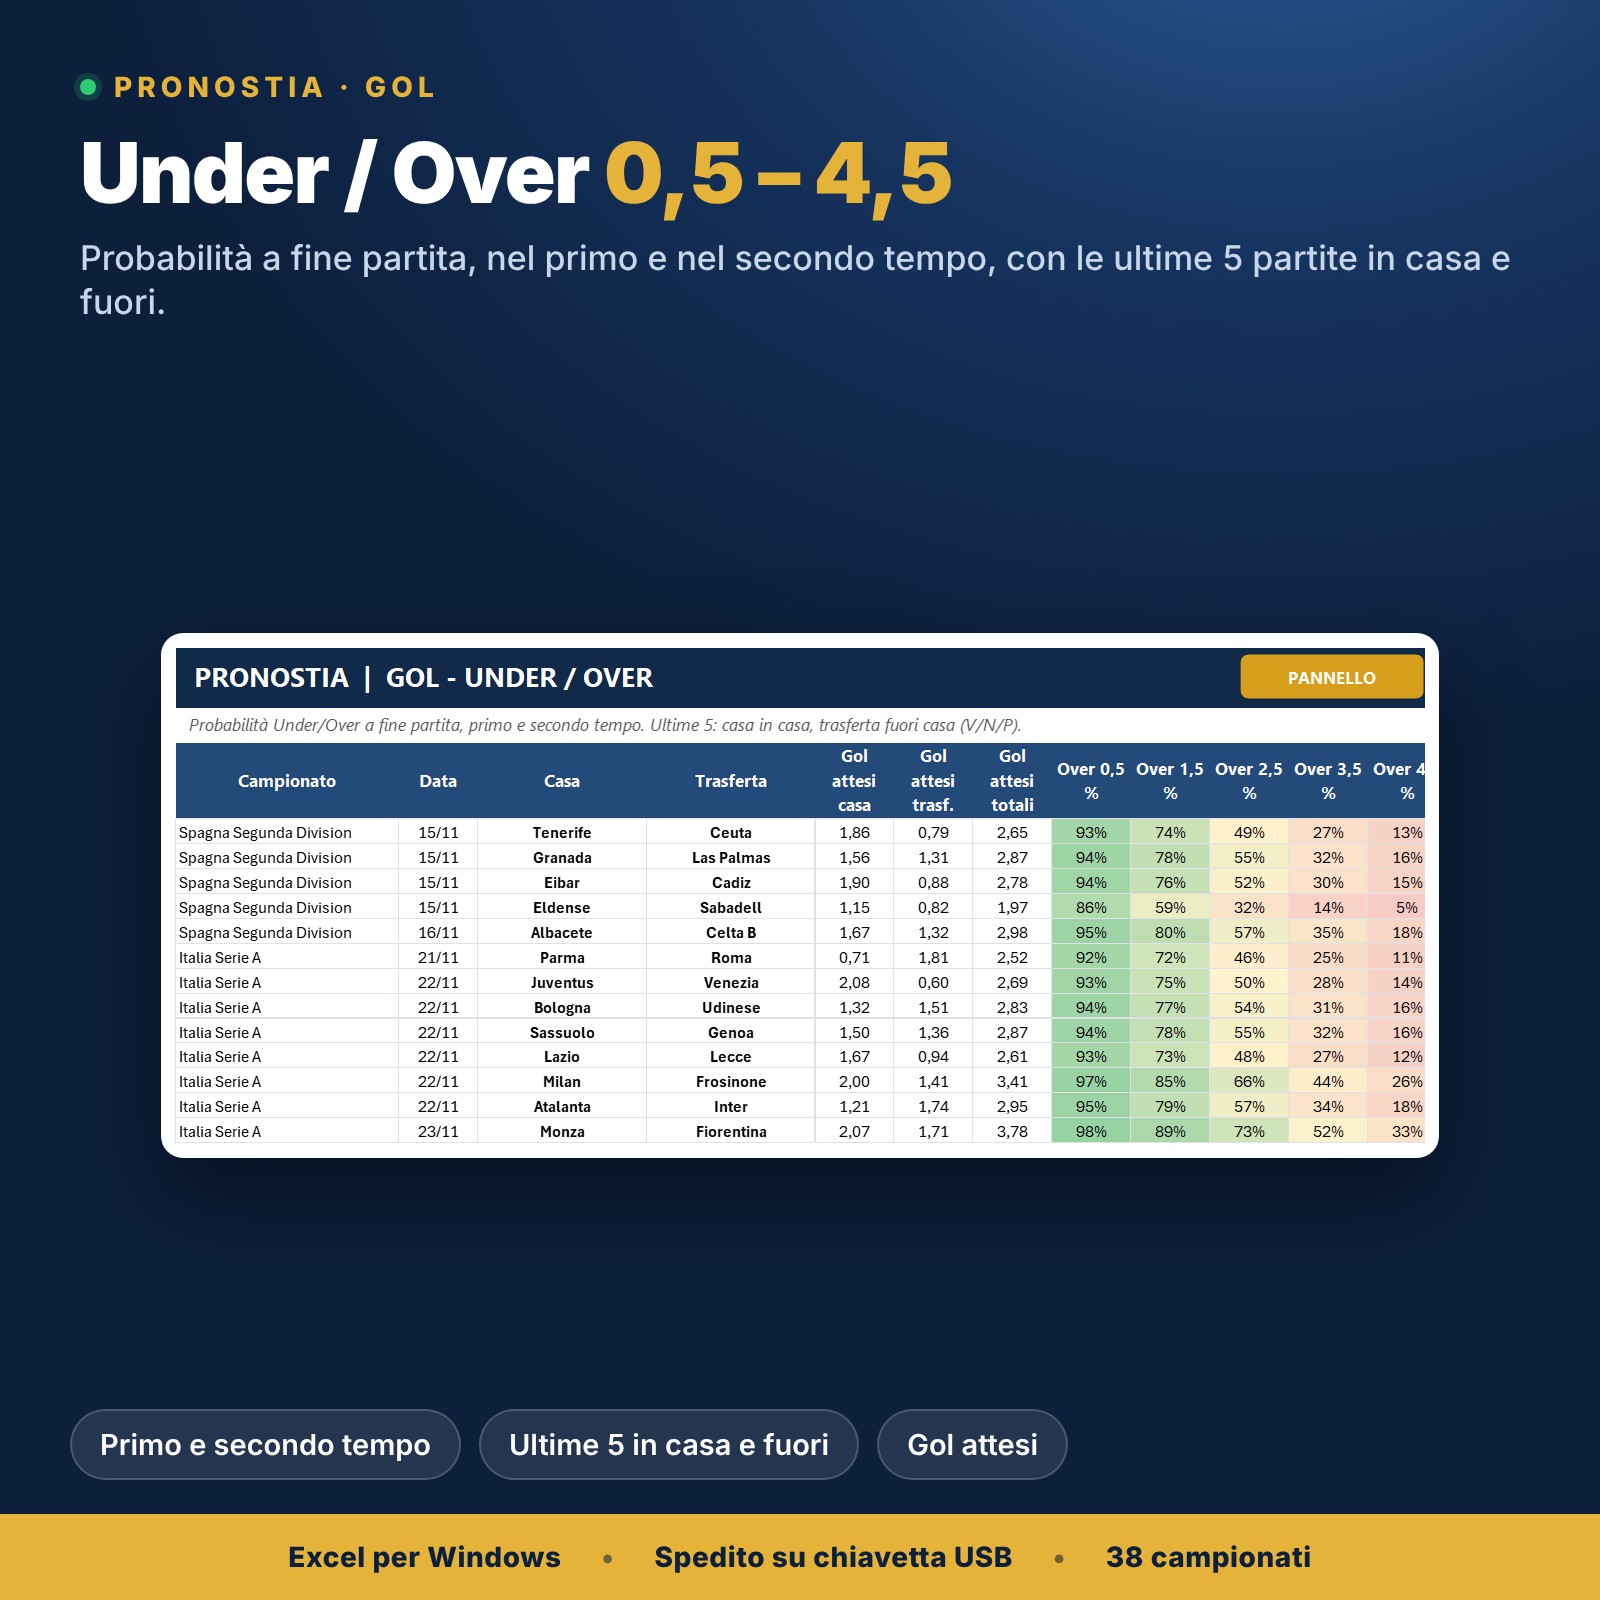 PRONOSTIA · GOL
Under / Over 0,5 – 4,5
Probabilità a fine partita, nel primo e nel secondo tempo, con le ultime 5 partite in casa e
fuori.
PRONOSTIA | GOL - UNDER / OVER PANNELLO
Probabilità Under/Over a fine partita, primo e secondo tempo. Ultime 5: casa in casa, trasferta fuori casa (V/N/P).
Campionato Data Casa Trasferta Gol attesi casa Gol attesi trasf. Gol attesi totali Over 0,5 % Over 1,5 % Over 2,5 % Over 3,5 % Over 4 %
Spagna Segunda Division 15/11 Tenerife Ceuta 1,86 0,79 2,65 93% 74% 49% 27% 13%
Spagna Segunda Division 15/11 Granada Las Palmas 1,56 1,31 2,87 94% 78% 55% 32% 16%
Spagna Segunda Division 15/11 Eibar Cadiz 1,90 0,88 2,78 94% 76% 52% 30% 15%
Spagna Segunda Division 15/11 Eldense Sabadell 1,15 0,82 1,97 86% 59% 32% 14% 5%
Spagna Segunda Division 16/11 Albacete Celta B 1,67 1,32 2,98 95% 80% 57% 35% 18%
Italia Serie A 21/11 Parma Roma 0,71 1,81 2,52 92% 72% 46% 25% 11%
Italia Serie A 22/11 Juventus Venezia 2,08 0,60 2,69 93% 75% 50% 28% 14%
Italia Serie A 22/11 Bologna Udinese 1,32 1,51 2,83 94% 77% 54% 31% 16%
Italia Serie A 22/11 Sassuolo Genoa 1,50 1,36 2,87 94% 78% 55% 32% 16%
Italia Serie A 22/11 Lazio Lecce 1,67 0,94 2,61 93% 73% 48% 27% 12%
Italia Serie A 22/11 Milan Frosinone 2,00 1,41 3,41 97% 85% 66% 44% 26%
Italia Serie A 22/11 Atalanta Inter 1,21 1,74 2,95 95% 79% 57% 34% 18%
Italia Serie A 23/11 Monza Fiorentina 2,07 1,71 3,78 98% 89% 73% 52% 33%
Primo e secondo tempo Ultime 5 in casa e fuori Gol attesi
Excel per Windows • Spedito su chiavetta USB • 38 campionati